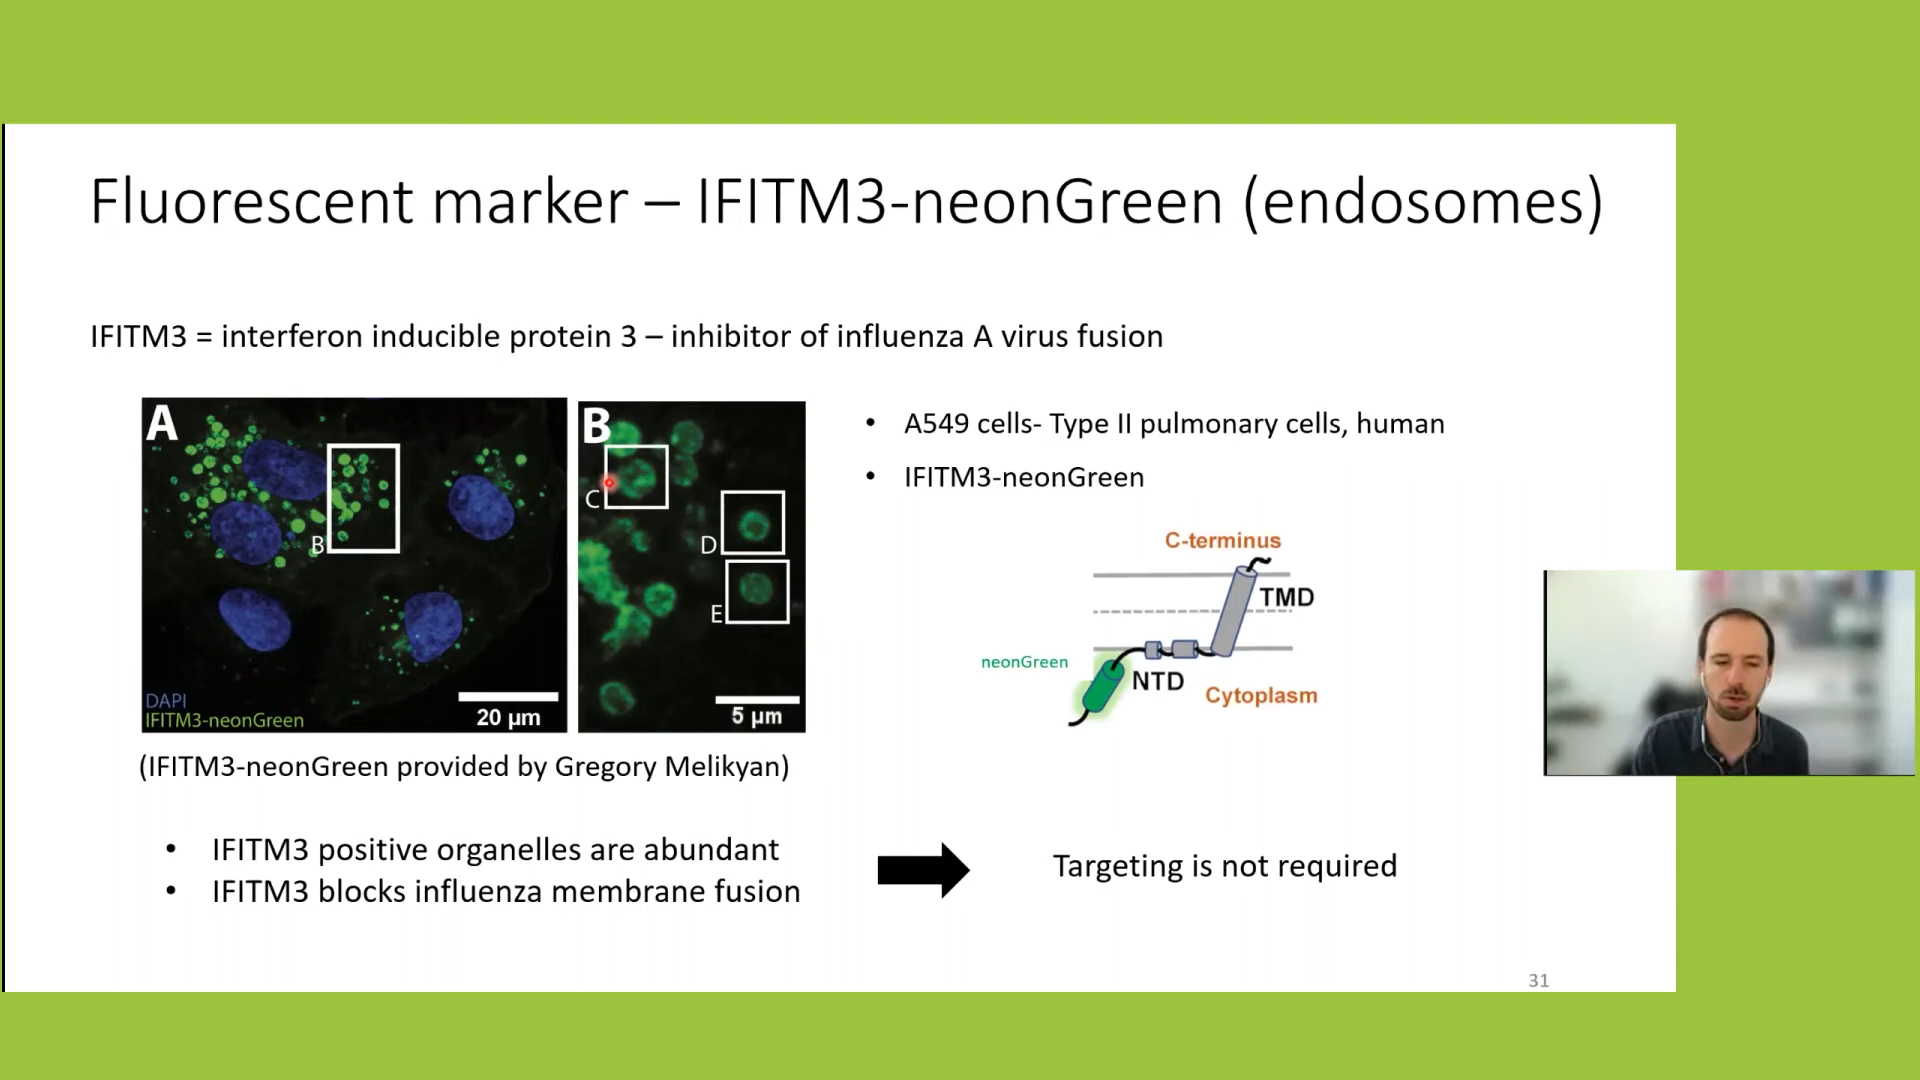 Fluorescent marker – IFITM3-neonGreen (endosomes)
IFITM3 = interferon inducible protein 3 – inhibitor of influenza A virus fusion
A
B
DAPI
IFITM3-neonGreen
20 µm
B
C
D
E
5 µm
(IFITM3-neonGreen provided by Gregory Melikyan)
• A549 cells- Type II pulmonary cells, human
• IFITM3-neonGreen
C-terminus
TMD
neonGreen
NTD
Cytoplasm
• IFITM3 positive organelles are abundant
• IFITM3 blocks influenza membrane fusion
Targeting is not required
31